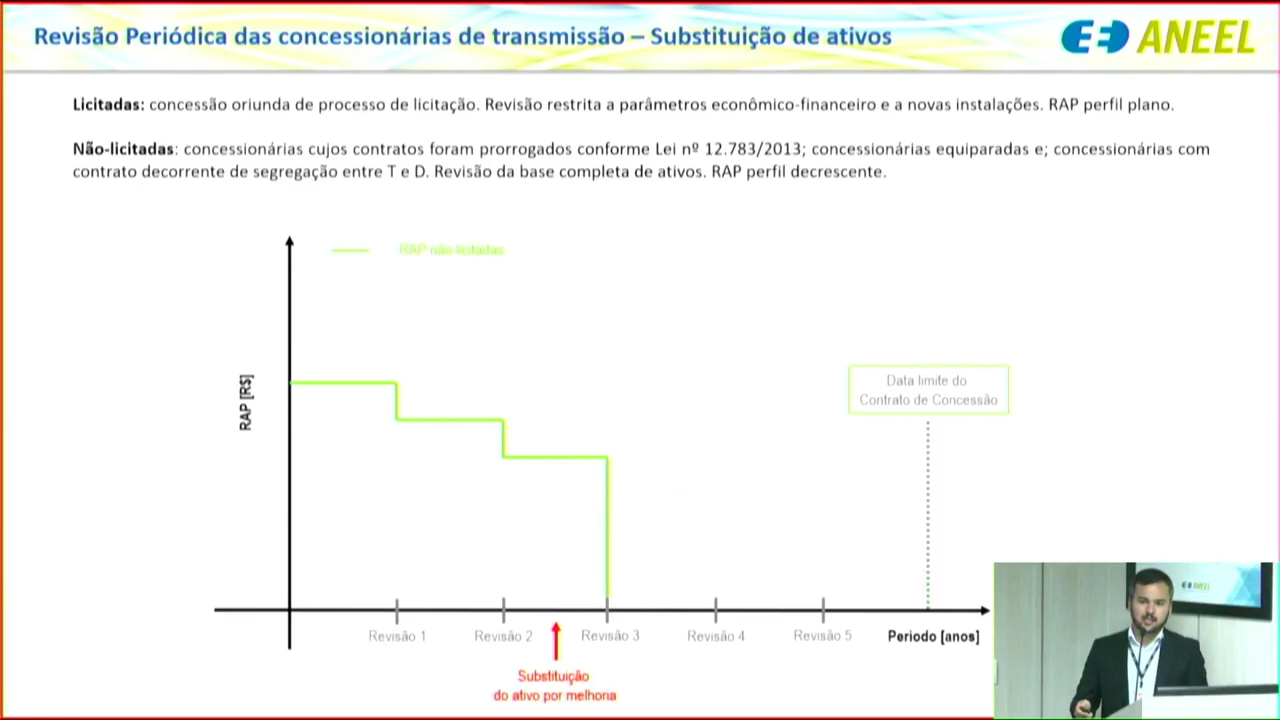 Revisão Periódica das concessionárias de transmissão – Substituição de ativos
ANEEL
Licitadas: concessão oriunda de processo de licitação. Revisão restrita a parâmetros econômico-financeiro e a novas instalações. RAP perfil plano.
Não-licitadas: concessionárias cujos contratos foram prorrogados conforme Lei nº 12.783/2013; concessionárias equiparadas e; concessionárias com
contrato decorrente de segregação entre T e D. Revisão da base completa de ativos. RAP perfil decrescente.
RAP não licitadas
RAP [R$]
Data limite do
Contrato de Concessão
Revisão 1
Revisão 2
Revisão 3
Revisão 4
Revisão 5
Periodo [anos]
Substituição
do ativo por melhoria
ANEEL